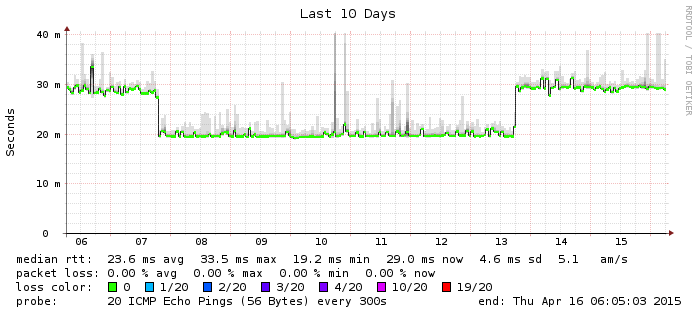 Last 10 Days
RRDTOOL / TOBI OETIKER
Seconds
40 m
30 m
20 m
10 m
0
06 07 08 09 10 11 12 13 14 15
median rtt: 23.6 ms avg 33.5 ms max 19.2 ms min 29.0 ms now 4.6 ms sd 5.1 am/s
packet loss: 0.00 % avg 0.00 % max 0.00 % min 0.00 % now
loss color: 0 1/20 2/20 3/20 4/20 10/20 19/20
probe: 20 ICMP Echo Pings (56 Bytes) every 300s end: Thu Apr 16 06:05:03 2015